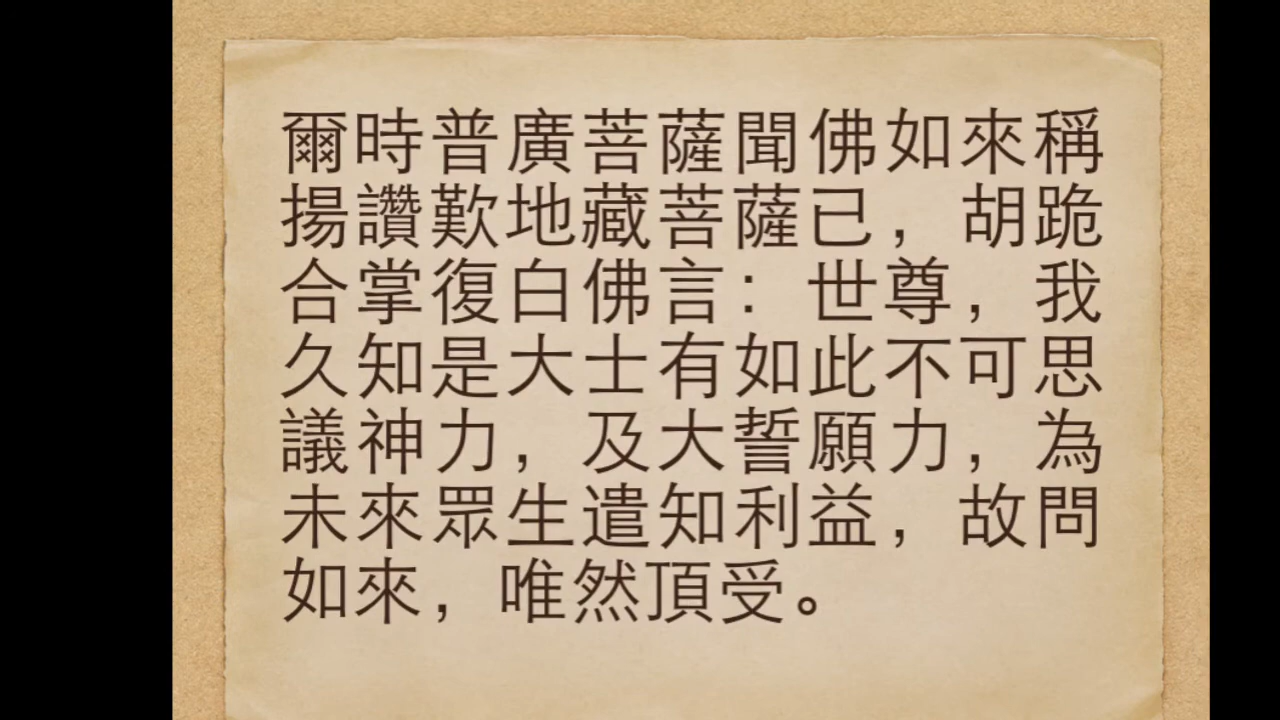 爾時普廣菩薩聞佛如來稱
揚讚歎地藏菩薩已，胡跪
合掌復白佛言：世尊，我
久知是大士有如此不可思
議神力，及大誓願力，為
未來眾生遣知利益，故問
如來，唯然頂受。